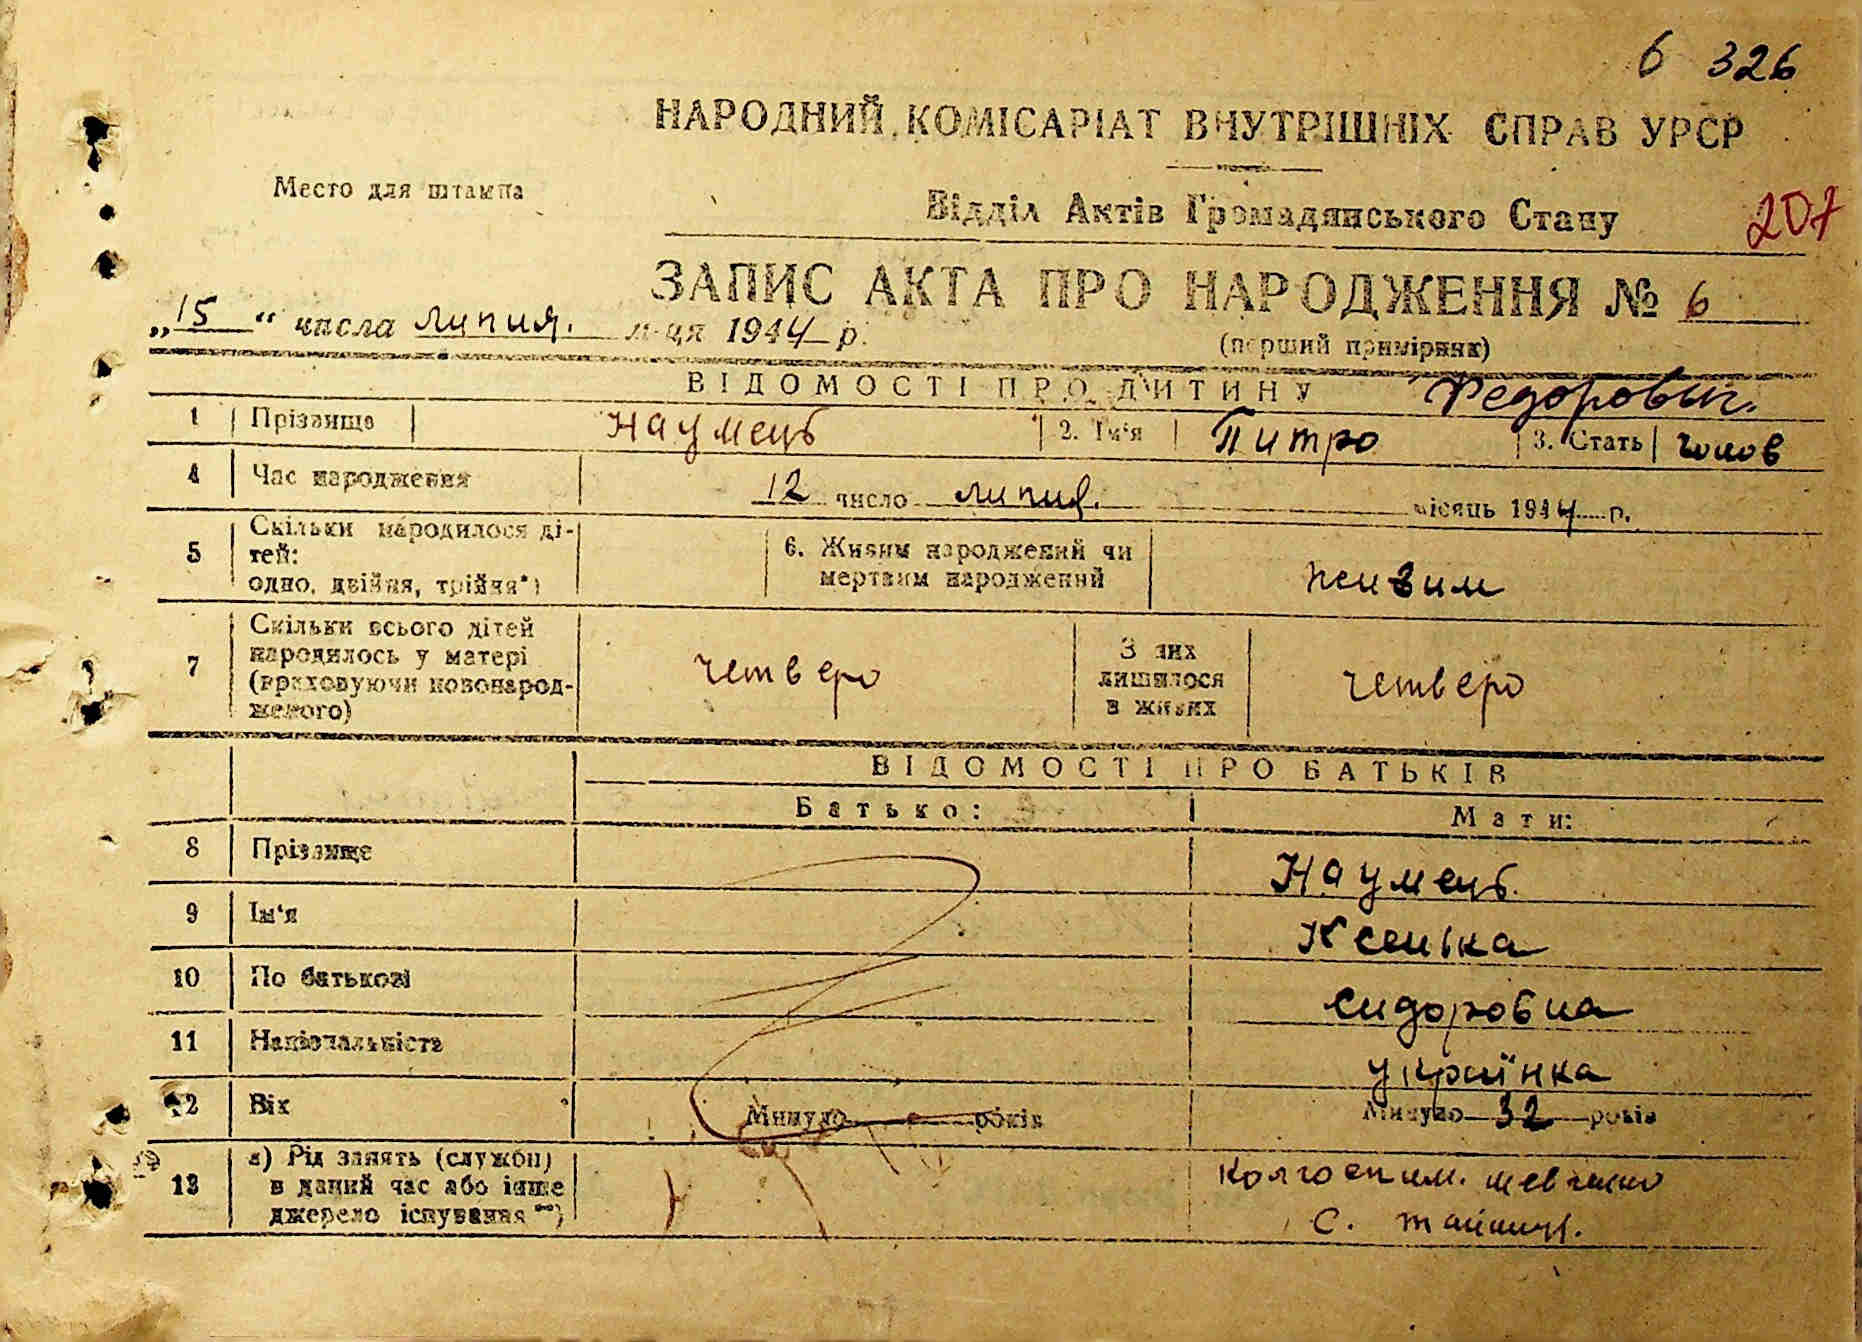 6 326
НАРОДНИЙ КОМІСАРІАТ ВНУТРІШНІХ СПРАВ УРСР
Место для штампа
Відділ Актів Громадянського Стану
207
ЗАПИС АКТА ПРО НАРОДЖЕННЯ № 6
„15“ числа липня. м-ця 1944 р.
(перший примірник)
ВІДОМОСТІ ПРО ДИТИНУ Федорович.
1 Прізвище Наумець 2. Ім'я Питро 3. Стать чолов
4 Час народження 12 число липня. місяць 1944 р.
5 Скільки народилося ді-
тей:
одно, двійня, трійня*)
6. Живим народжений чи
мертвим народжений
живим
7 Скільки всього дітей
народилось у матері
(враховуючи новонарод-
женого)
четверо
З них
лишилося
в живих
четверо
ВІДОМОСТІ ПРО БАТЬКІВ
Батько: Мати:
8 Прізвище Наумець.
9 Ім'я Ксенька
10 По батькові Сидоровна
11 Національність українка
12 Вік Минуло років Минуло 32 років
13 а) Рід занять (служби)
в даний час або інше
джерело існування **)
Колгосп им. Шевченко
С.